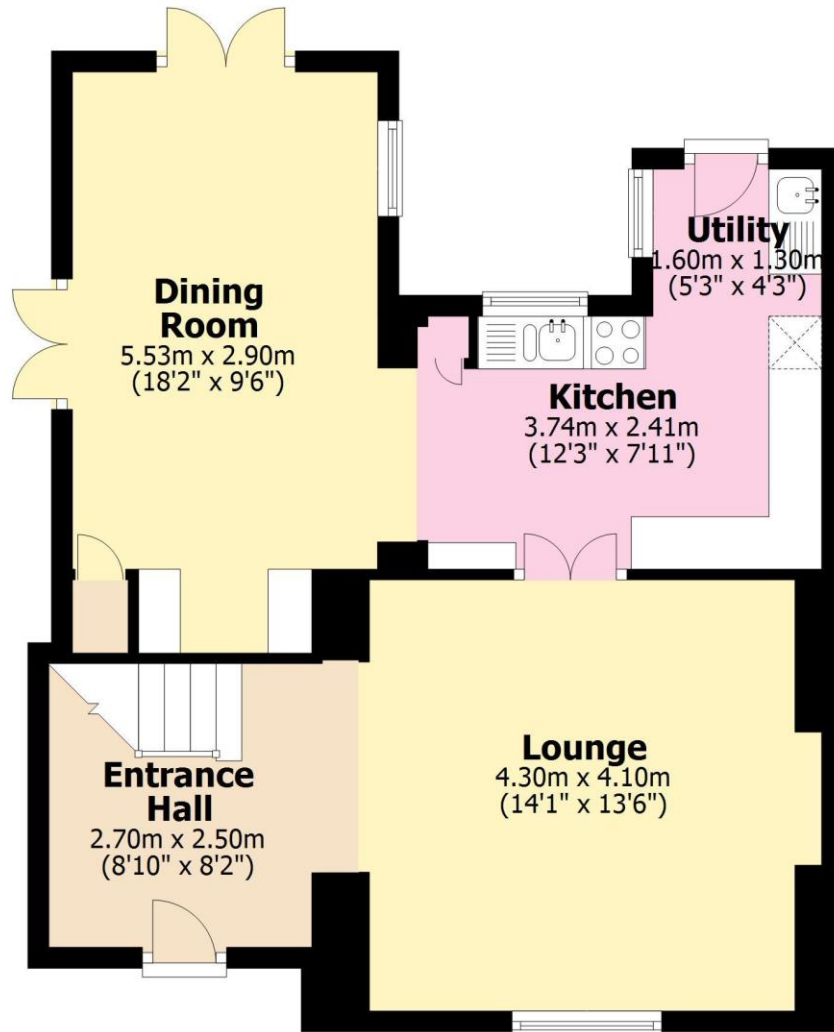 Utility
1.60m x 1.30m
(5'3" x 4'3")
Dining
Room
5.53m x 2.90m
(18'2" x 9'6")
Kitchen
3.74m x 2.41m
(12'3" x 7'11")
Lounge
4.30m x 4.10m
(14'1" x 13'6")
Entrance
Hall
2.70m x 2.50m
(8'10" x 8'2")